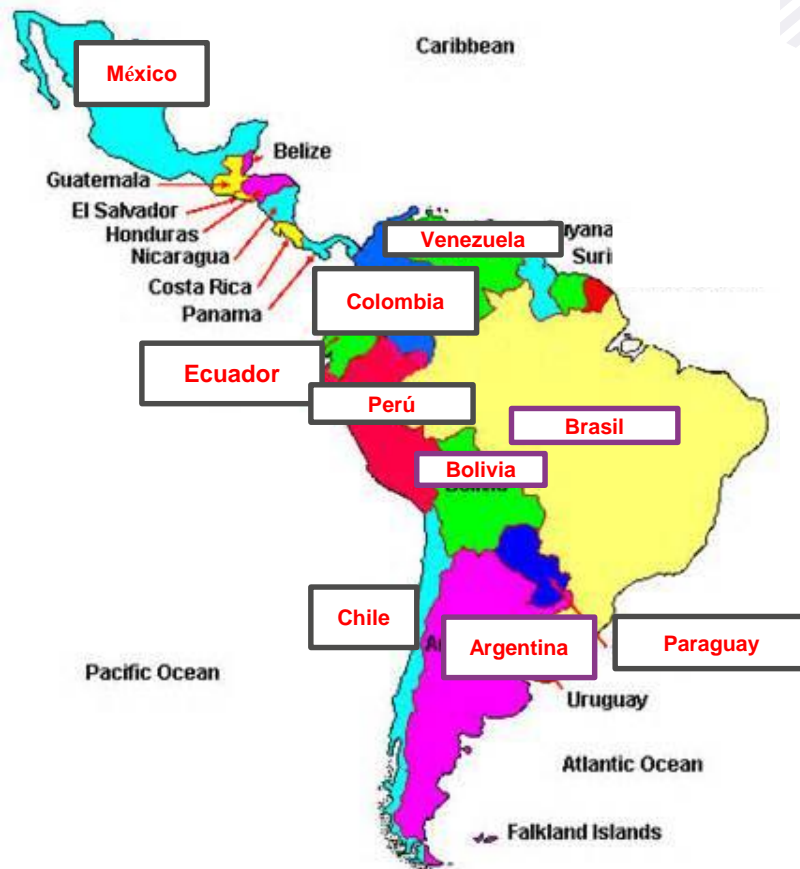 Caribbean
México
Belize
Guatemala
El Salvador
Honduras
Nicaragua
Costa Rica
Panama
Venezuela
Colombia
Ecuador
Perú
Brasil
Bolivia
Chile
Argentina
Paraguay
Pacific Ocean
Uruguay
Atlantic Ocean
Falkland Islands